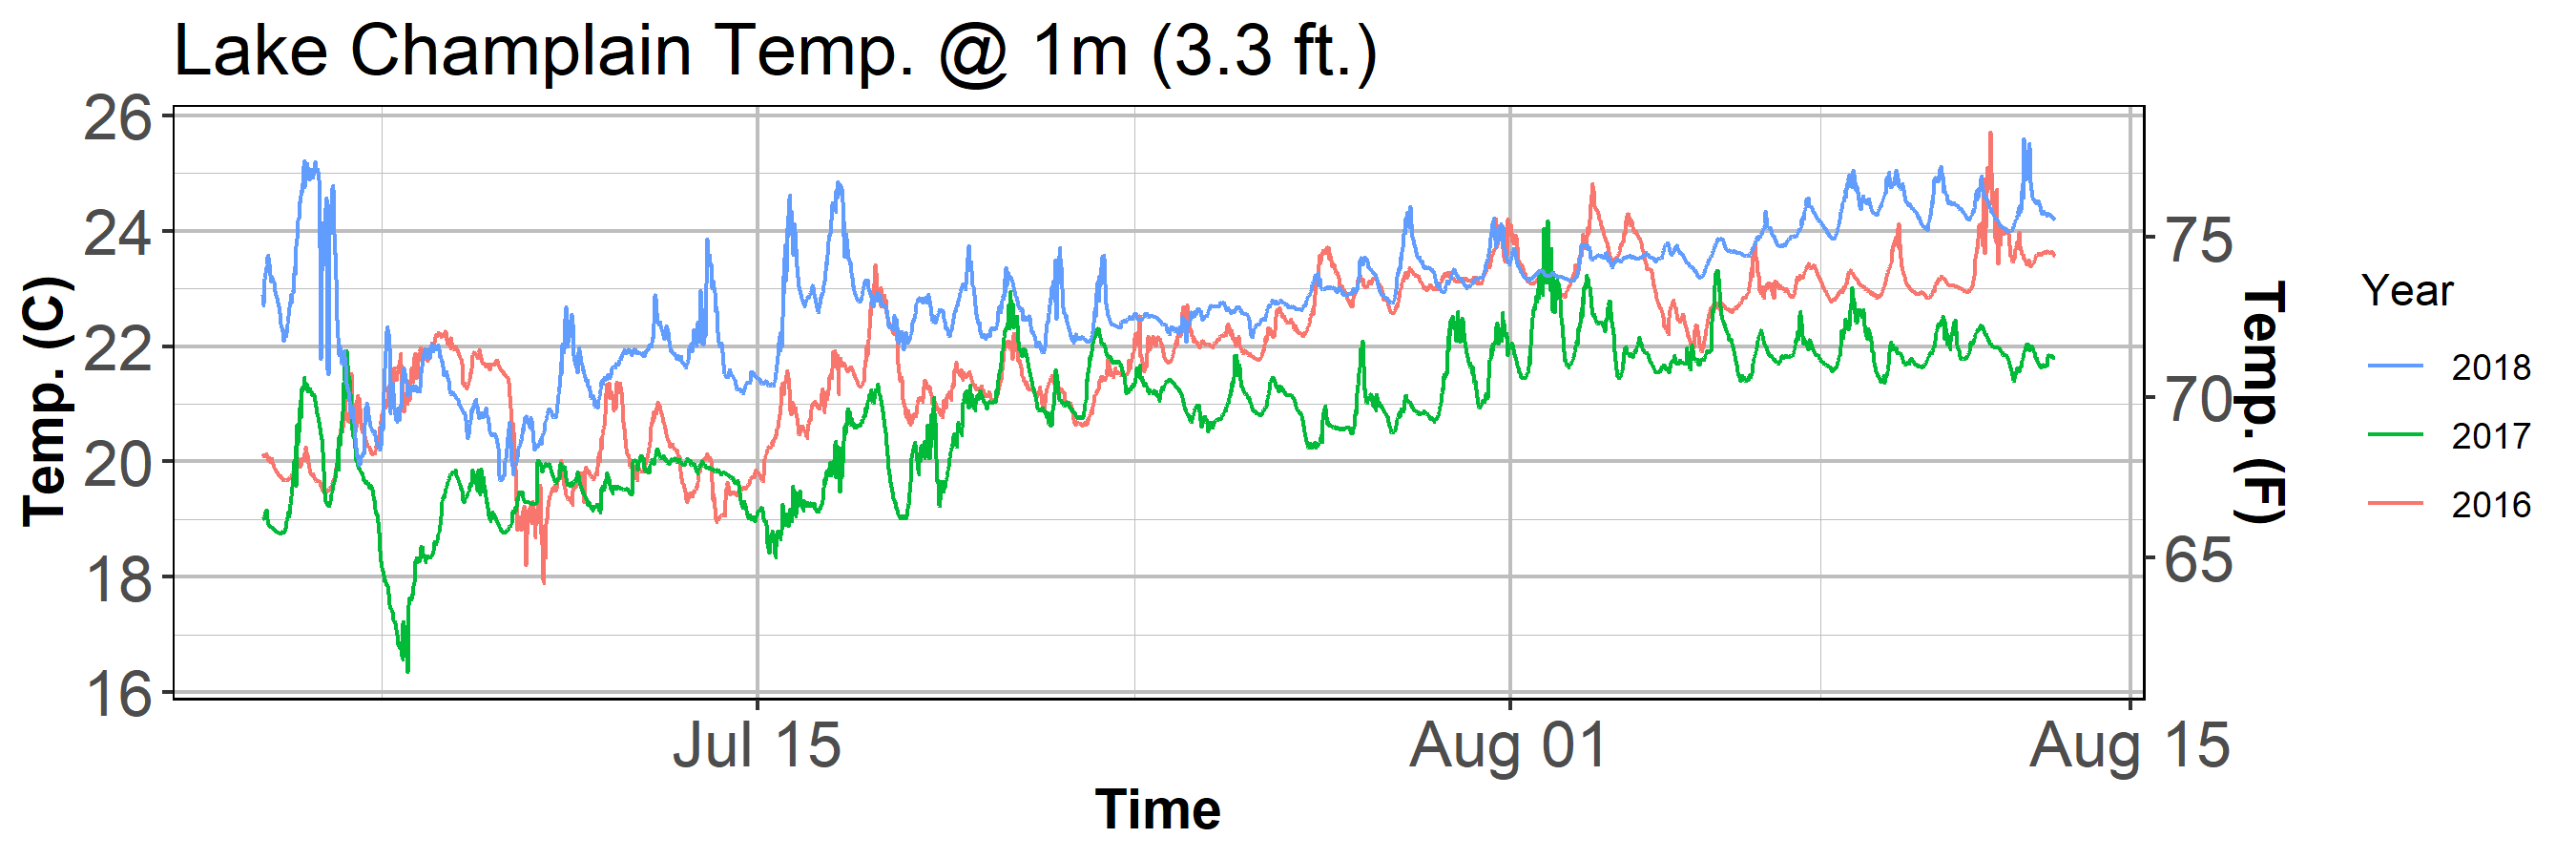 Lake Champlain Temp. @ 1m (3.3 ft.)
26
24
22
20
18
16
Temp. (C)
75
70
65
Temp. (F)
Jul 15
Aug 01
Aug 15
Time
Year
2018
2017
2016